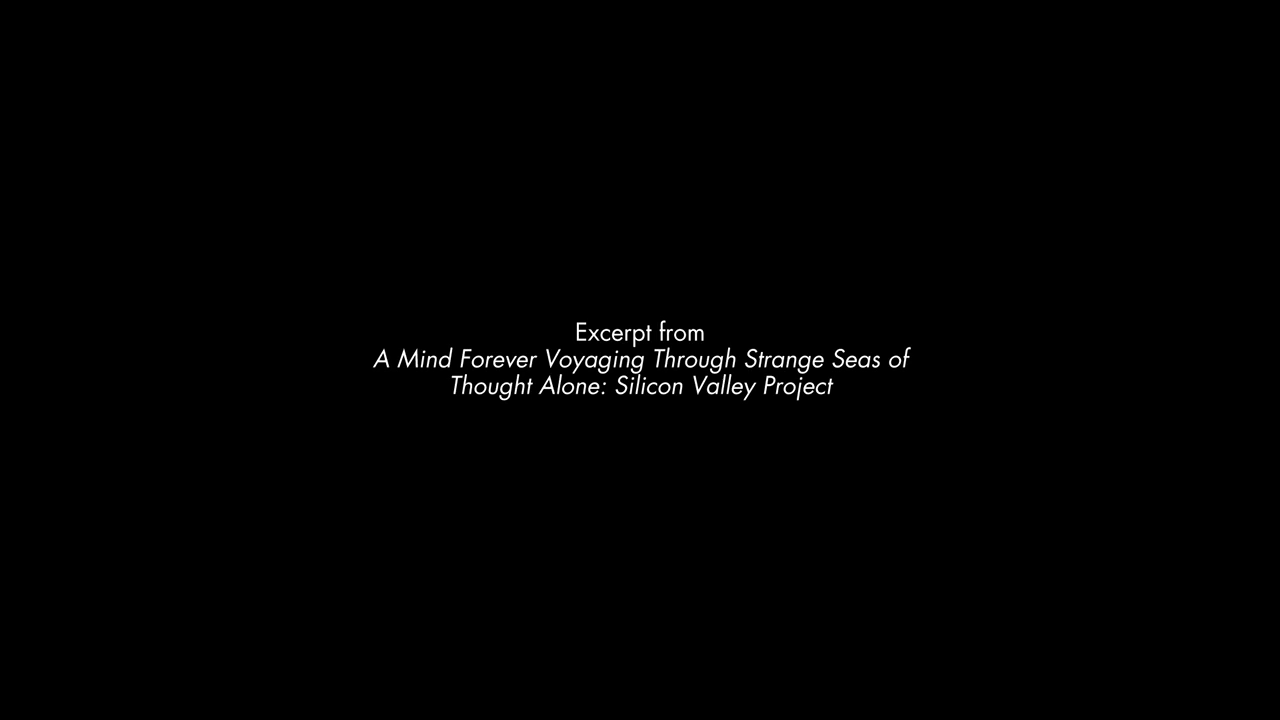 Excerpt from
A Mind Forever Voyaging Through Strange Seas of
Thought Alone: Silicon Valley Project